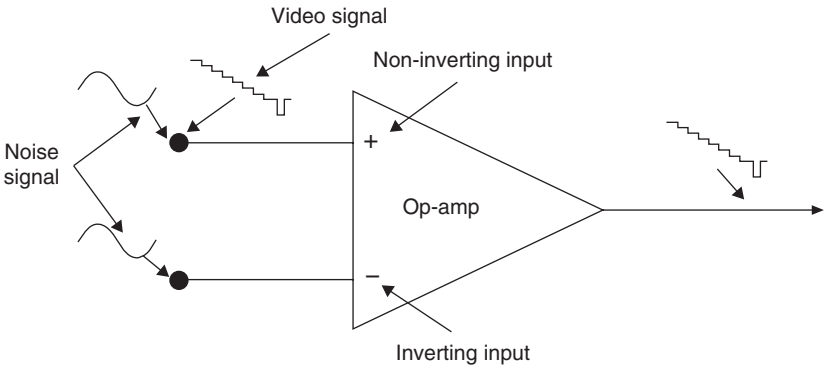 Video signal
Non-inverting input
Noise
signal
+
Op-amp
−
Inverting input